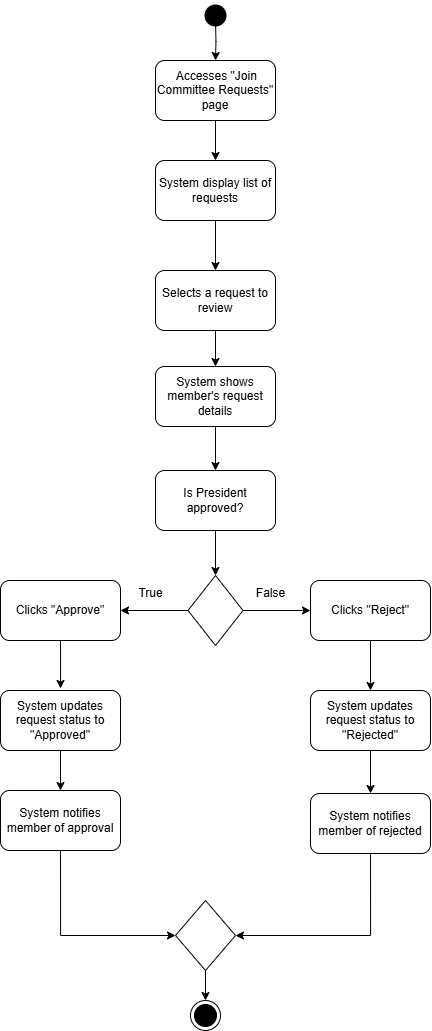 Accesses "Join
Committee Requests"
page
System display list of
requests
Selects a request to
review
System shows
member's request
details
Is President
approved?
True
False
Clicks "Approve"
Clicks "Reject"
System updates
request status to
"Approved"
System updates
request status to
"Rejected"
System notifies
member of approval
System notifies
member of rejected